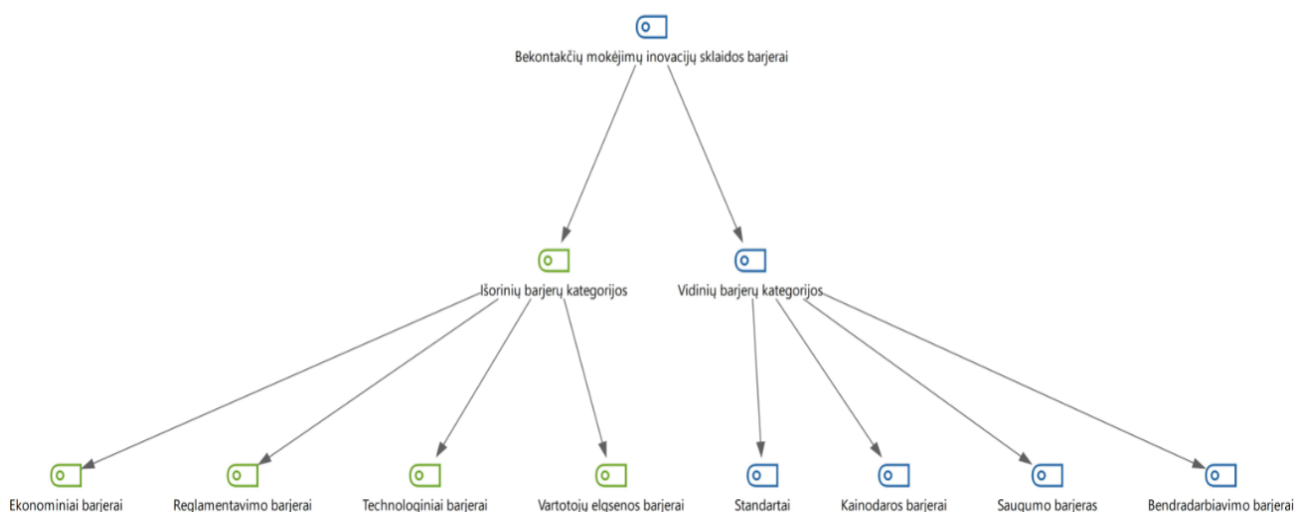 Bekontakčių mokėjimų inovacijų sklaidos barjerai
Išorinių barjerų kategorijos
Vidinių barjerų kategorijos
Ekonominiai barjerai
Reglamentavimo barjerai
Technologiniai barjerai
Vartotojų elgsenos barjerai
Standartai
Kainodaros barjerai
Saugumo barjeras
Bendradarbiavimo barjerai